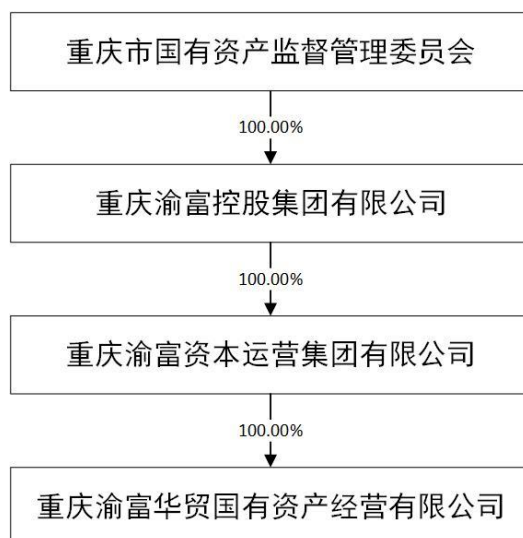 重庆市国有资产监督管理委员会
100.00%
重庆渝富控股集团有限公司
100.00%
重庆渝富资本运营集团有限公司
100.00%
重庆渝富华贸国有资产经营有限公司